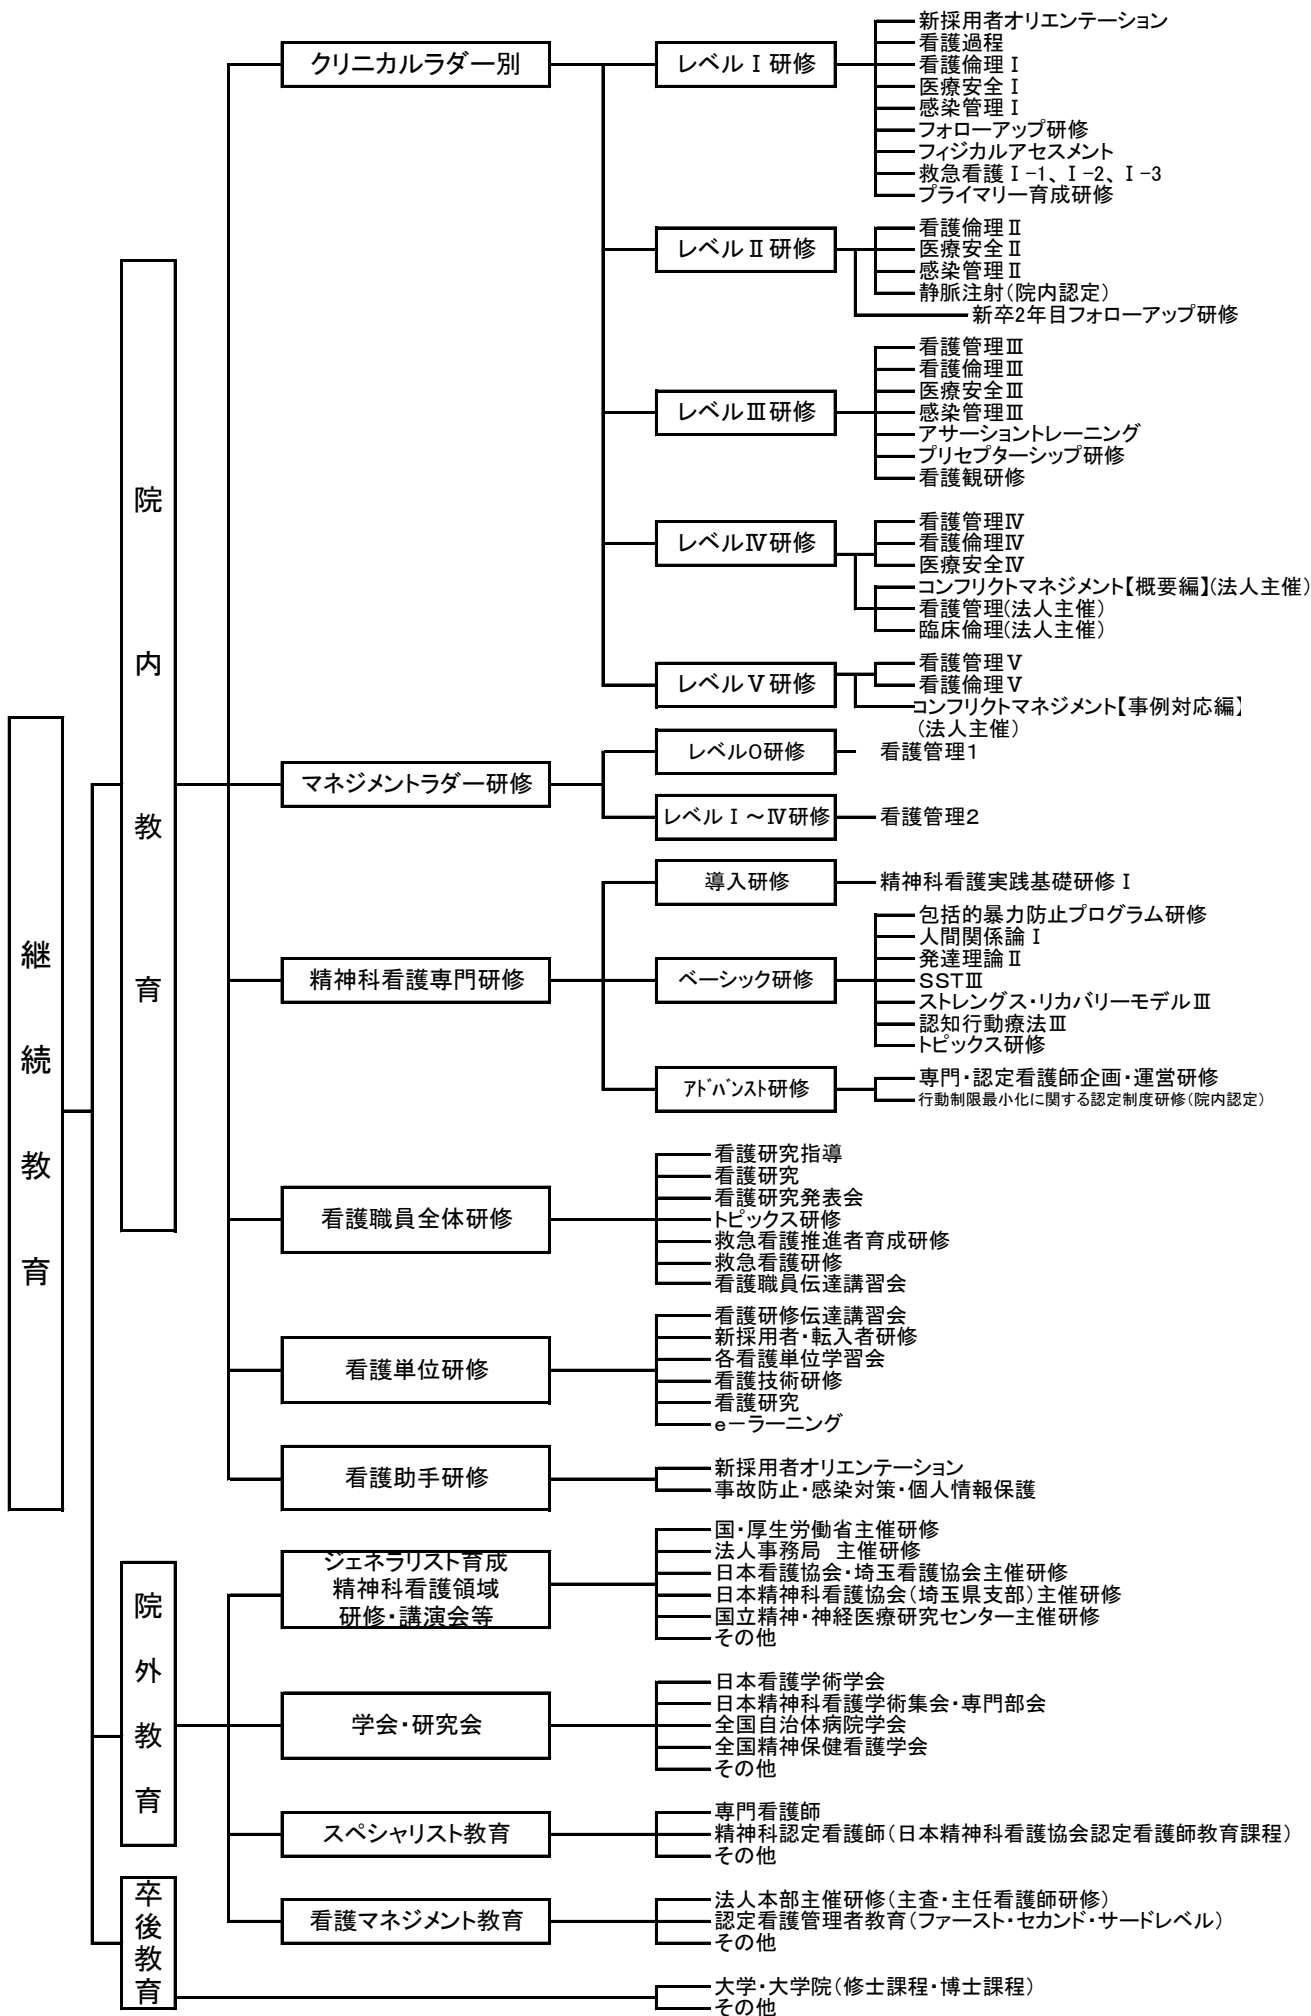 継続教育
院内教育
クリニカルラダー別
レベルⅠ研修
新採用者オリエンテーション
看護過程
看護倫理Ⅰ
医療安全Ⅰ
感染管理Ⅰ
フォローアップ研修
フィジカルアセスメント
救急看護Ⅰ-1、Ⅰ-2、Ⅰ-3
プライマリー育成研修
レベルⅡ研修
看護倫理Ⅱ
医療安全Ⅱ
感染管理Ⅱ
静脈注射(院内認定)
新卒2年目フォローアップ研修
レベルⅢ研修
看護管理Ⅲ
看護倫理Ⅲ
医療安全Ⅲ
感染管理Ⅲ
アサーショントレーニング
プリセプターシップ研修
看護観研修
レベルⅣ研修
看護管理Ⅳ
看護倫理Ⅳ
医療安全Ⅳ
コンフリクトマネジメント【概要編】(法人主催)
看護管理(法人主催)
臨床倫理(法人主催)
レベルⅤ研修
看護管理Ⅴ
看護倫理Ⅴ
コンフリクトマネジメント【事例対応編】
(法人主催)
マネジメントラダー研修
レベル0研修
看護管理1
レベルⅠ～Ⅳ研修
看護管理2
精神科看護専門研修
導入研修
精神科看護実践基礎研修Ⅰ
ベーシック研修
包括的暴力防止プログラム研修
人間関係論Ⅰ
発達理論Ⅱ
SSTⅢ
ストレングス・リカバリーモデルⅢ
認知行動療法Ⅲ
トピックス研修
ｱﾄﾞﾊﾞﾝｽﾄ研修
専門・認定看護師企画・運営研修
行動制限最小化に関する認定制度研修(院内認定)
看護職員全体研修
看護研究指導
看護研究
看護研究発表会
トピックス研修
救急看護推進者育成研修
救急看護研修
看護職員伝達講習会
看護単位研修
看護研修伝達講習会
新採用者・転入者研修
各看護単位学習会
看護技術研修
看護研究
e－ラーニング
看護助手研修
新採用者オリエンテーション
事故防止・感染対策・個人情報保護
院外教育
ジェネラリスト育成
精神科看護領域
研修・講演会等
国・厚生労働省主催研修
法人事務局　主催研修
日本看護協会・埼玉看護協会主催研修
日本精神科看護協会(埼玉県支部)主催研修
国立精神・神経医療研究センター主催研修
その他
学会・研究会
日本看護学術学会
日本精神科看護学術集会・専門部会
全国自治体病院学会
全国精神保健看護学会
その他
スペシャリスト教育
専門看護師
精神科認定看護師(日本精神科看護協会認定看護師教育課程)
その他
看護マネジメント教育
法人本部主催研修(主査・主任看護師研修)
認定看護管理者教育(ファースト・セカンド・サードレベル)
その他
卒後教育
大学・大学院(修士課程・博士課程)
その他